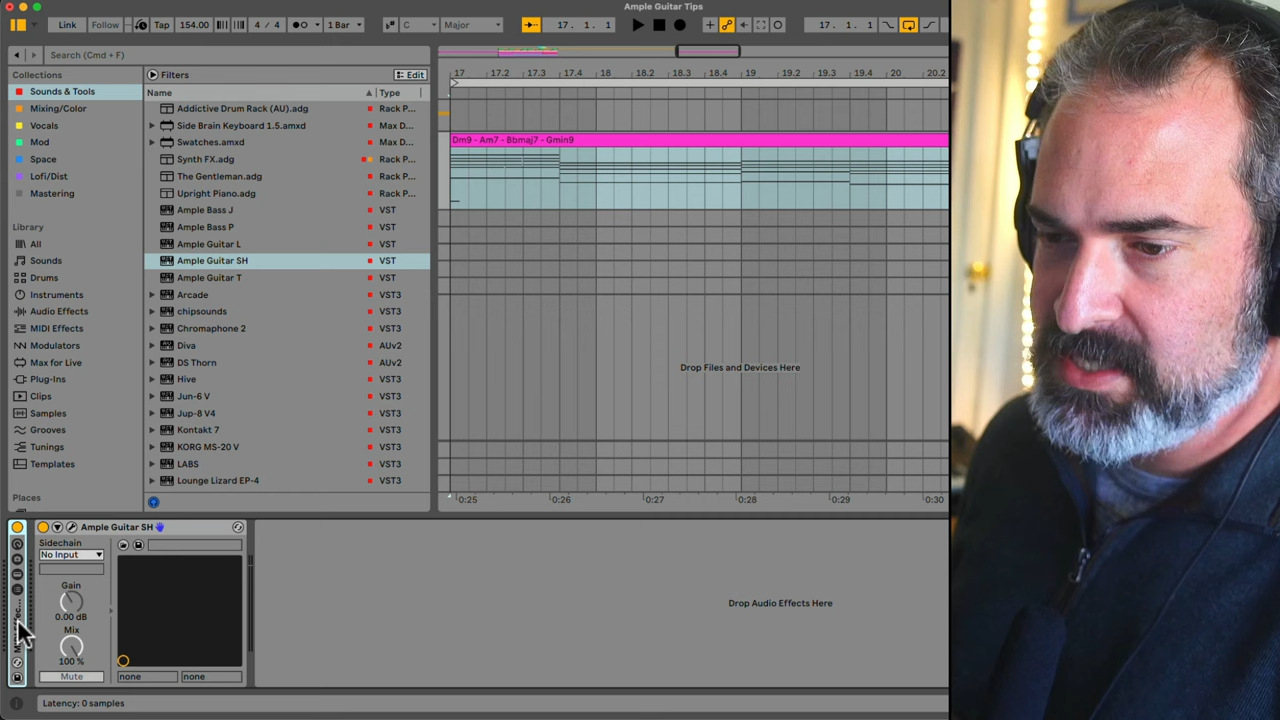 Ample Guitar Tips
Link Follow Tap 154.00 4 / 4 1 Bar C Major 17. 1. 1 17. 1. 1
Search (Cmd + F)
Collections
Sounds & Tools
Mixing/Color
Vocals
Mod
Space
Lofi/Dist
Mastering
Library
All
Sounds
Drums
Instruments
Audio Effects
MIDI Effects
Modulators
Max for Live
Plug-Ins
Clips
Samples
Grooves
Tunings
Templates
Places
Filters Edit
Name Type
Addictive Drum Rack (AU).adg Rack P...
Side Brain Keyboard 1.5.amxd Max D...
Swatches.amxd Max D...
Synth FX.adg Rack P...
The Gentleman.adg Rack P...
Upright Piano.adg Rack P...
Ample Bass J VST
Ample Bass P VST
Ample Guitar L VST
Ample Guitar SH VST
Ample Guitar T VST
Arcade VST3
chipsounds VST3
Chromaphone 2 VST3
Diva AUv2
DS Thorn AUv2
Hive VST3
Jun-6 V VST3
Jup-8 V4 VST3
Kontakt 7 VST3
KORG MS-20 V VST3
LABS VST3
Lounge Lizard EP-4 VST3
17 17.2 17.3 17.4 18 18.2 18.3 18.4 19 19.2 19.3 19.4 20 20.2
Dm9 - Am7 - Bbmaj7 - Gmin9
Drop Files and Devices Here
0:25 0:26 0:27 0:28 0:29 0:30
Ample Guitar SH
Sidechain
No Input
Gain
0.00 dB
Mix
100 %
Mute none none
Drop Audio Effects Here
Latency: 0 samples